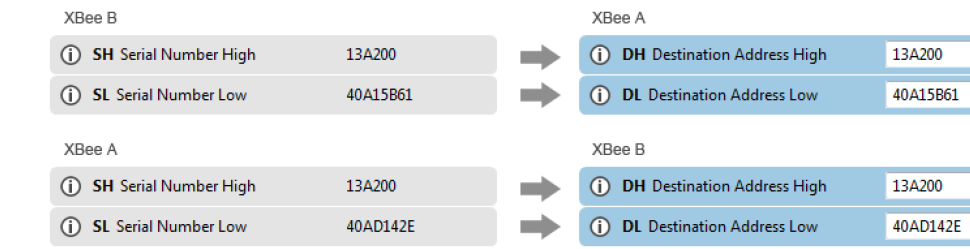 XBee B XBee A
SH Serial Number High 13A200 DH Destination Address High 13A200
SL Serial Number Low 40A15B61 DL Destination Address Low 40A15B61
XBee A XBee B
SH Serial Number High 13A200 DH Destination Address High 13A200
SL Serial Number Low 40AD142E DL Destination Address Low 40AD142E